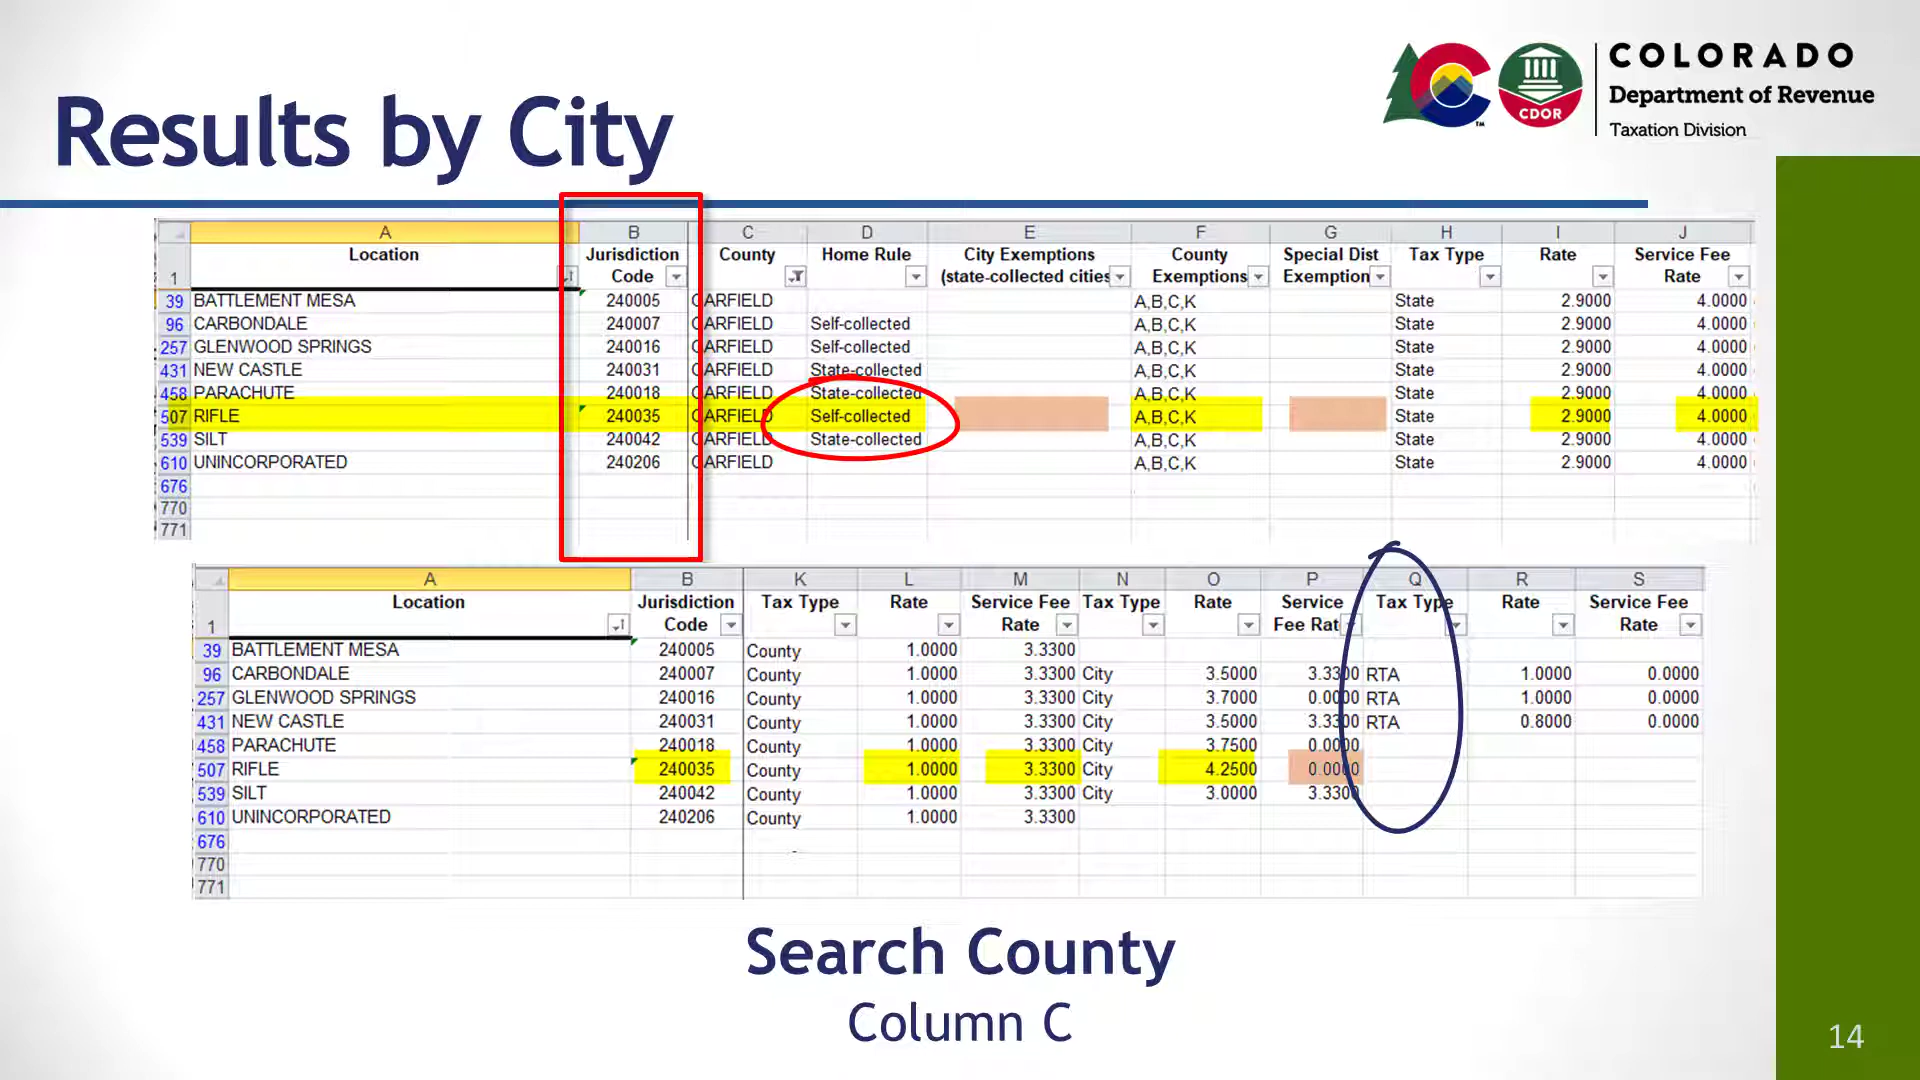 Results by City
COLORADO
Department of Revenue
Taxation Division
CDOR
TM
A B C D E F G H I J
Location Jurisdiction Code County Home Rule City Exemptions (state-collected cities County Exemptions Special Dist Exemption Tax Type Rate Service Fee Rate
1
39 BATTLEMENT MESA 240005 GARFIELD A,B,C,K State 2.9000 4.0000
96 CARBONDALE 240007 GARFIELD Self-collected A,B,C,K State 2.9000 4.0000
257 GLENWOOD SPRINGS 240016 GARFIELD Self-collected A,B,C,K State 2.9000 4.0000
431 NEW CASTLE 240031 GARFIELD State-collected A,B,C,K State 2.9000 4.0000
458 PARACHUTE 240018 GARFIELD State-collected A,B,C,K State 2.9000 4.0000
507 RIFLE 240035 GARFIELD Self-collected A,B,C,K State 2.9000 4.0000
539 SILT 240042 GARFIELD State-collected A,B,C,K State 2.9000 4.0000
610 UNINCORPORATED 240206 GARFIELD A,B,C,K State 2.9000 4.0000
676
770
771
A B K L M N O P Q R S
Location Jurisdiction Code Tax Type Rate Service Fee Rate Tax Type Rate Service Fee Rat Tax Type Rate Service Fee Rate
1
39 BATTLEMENT MESA 240005 County 1.0000 3.3300
96 CARBONDALE 240007 County 1.0000 3.3300 City 3.5000 3.3300 RTA 1.0000 0.0000
257 GLENWOOD SPRINGS 240016 County 1.0000 3.3300 City 3.7000 0.0000 RTA 1.0000 0.0000
431 NEW CASTLE 240031 County 1.0000 3.3300 City 3.5000 3.3300 RTA 0.8000 0.0000
458 PARACHUTE 240018 County 1.0000 3.3300 City 3.7500 0.0000
507 RIFLE 240035 County 1.0000 3.3300 City 4.2500 0.0000
539 SILT 240042 County 1.0000 3.3300 City 3.0000 3.3300
610 UNINCORPORATED 240206 County 1.0000 3.3300
676
770
771
Search County
Column C
14